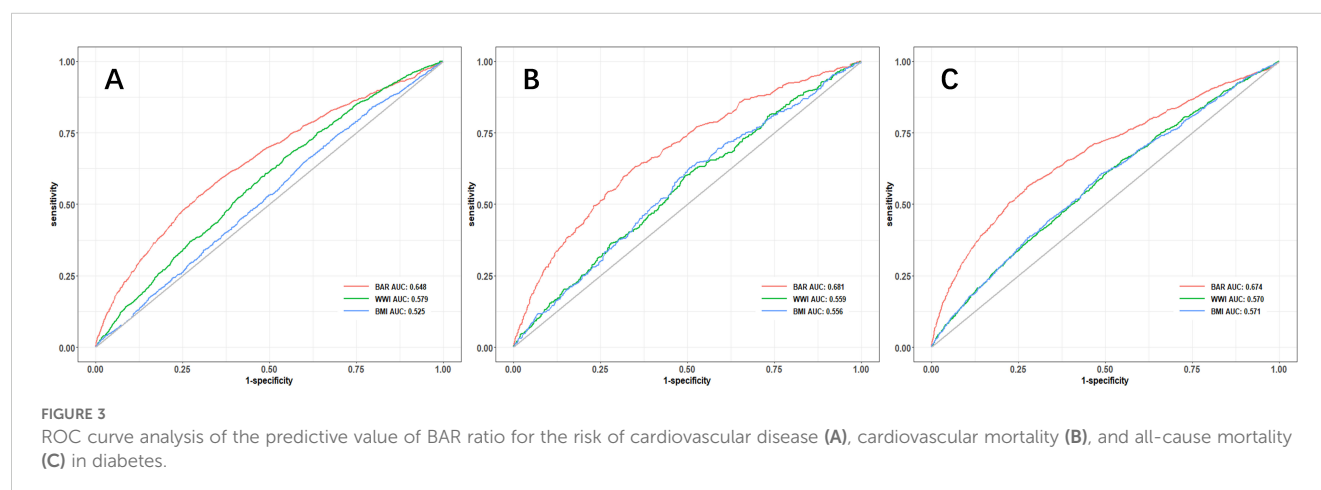 A
1.00
0.75
0.50
0.25
0.00
sensitivity
BAR AUC: 0.648
WWI AUC: 0.579
BMI AUC: 0.525
0.00 0.25 0.50 0.75 1.00
1-specificity
B
1.00
0.75
0.50
0.25
0.00
sensitivity
BAR AUC: 0.681
WWI AUC: 0.559
BMI AUC: 0.556
0.00 0.25 0.50 0.75 1.00
1-specificity
C
1.00
0.75
0.50
0.25
0.00
sensitivity
BAR AUC: 0.674
WWI AUC: 0.570
BMI AUC: 0.571
0.00 0.25 0.50 0.75 1.00
1-specificity
FIGURE 3
ROC curve analysis of the predictive value of BAR ratio for the risk of cardiovascular disease (A), cardiovascular mortality (B), and all-cause mortality
(C) in diabetes.